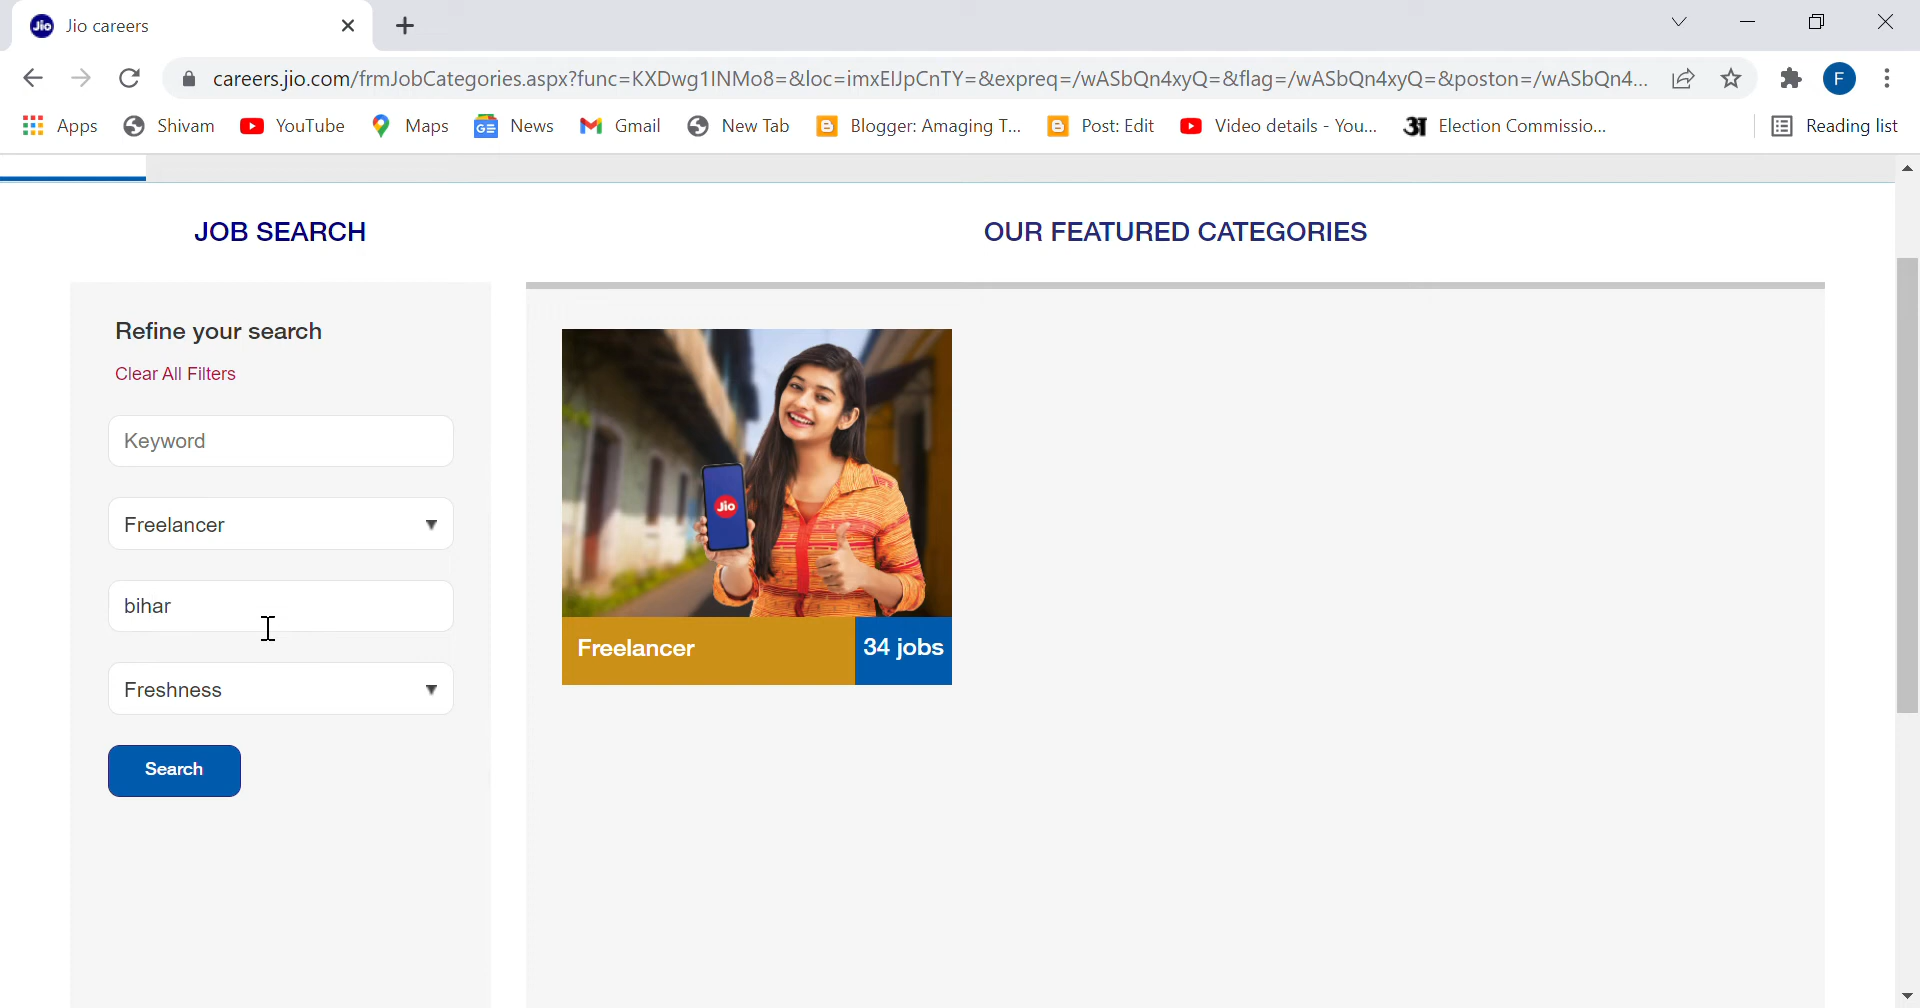 Jio Jio careers
careers.jio.com/frmJobCategories.aspx?func=KXDwg1INMo8=&loc=imxEIJpCnTY=&expreq=/wASbQn4xyQ=&flag=/wASbQn4xyQ=&poston=/wASbQn4... F
Apps Shivam YouTube Maps News Gmail New Tab Blogger: Amaging T... Post: Edit Video details - You... Election Commissio... Reading list
JOB SEARCH
OUR FEATURED CATEGORIES
Refine your search
Clear All Filters
Keyword
Freelancer
bihar
Freshness
Search
Jio
Freelancer 34 jobs